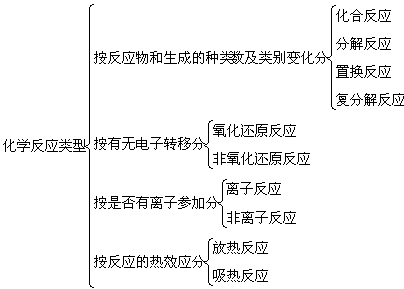 化学反应类型
按反应物和生成的种类数及类别变化分
化合反应
分解反应
置换反应
复分解反应
按有无电子转移分
氧化还原反应
非氧化还原反应
按是否有离子参加分
离子反应
非离子反应
按反应的热效应分
放热反应
吸热反应